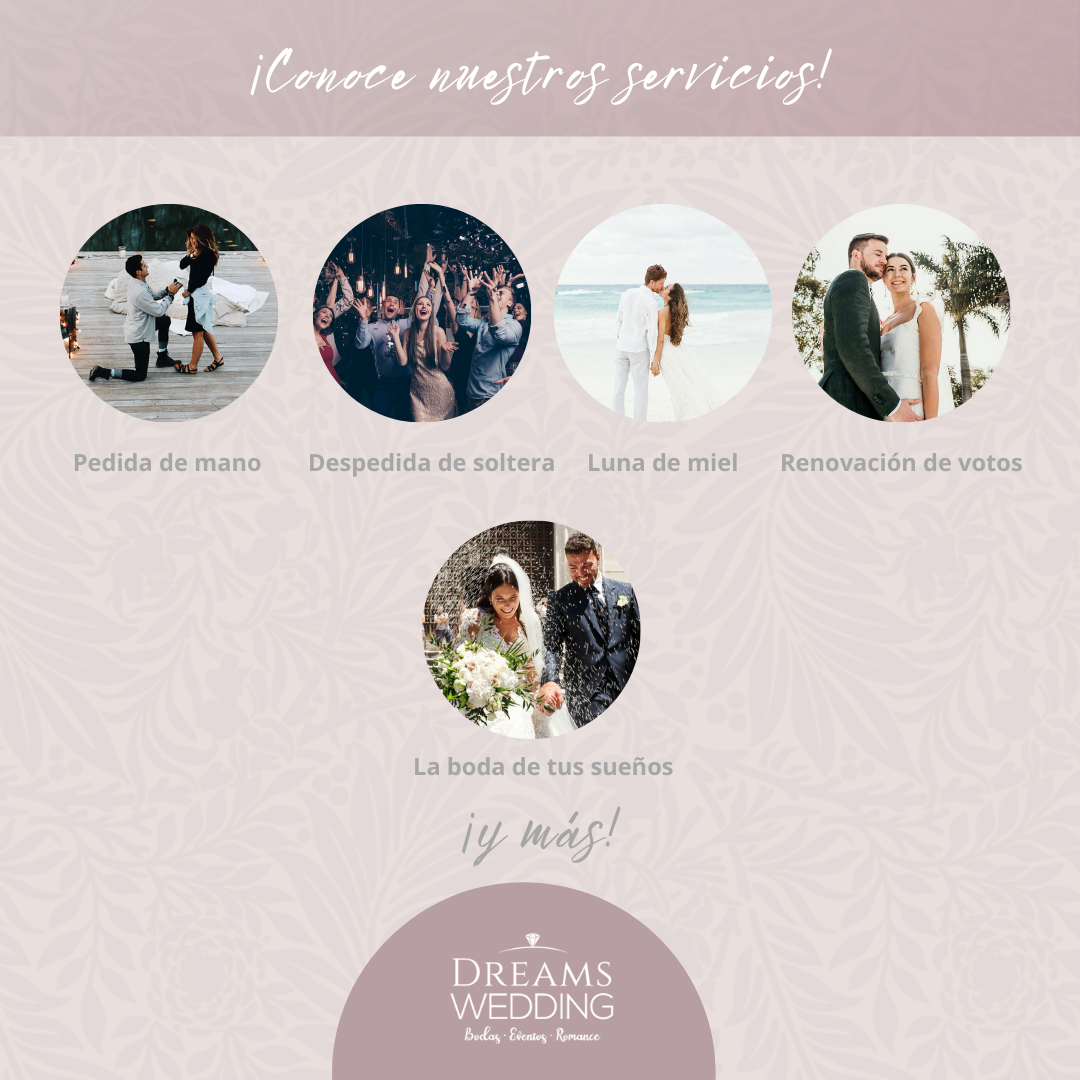 ¡Conoce nuestros servicios!
Pedida de mano
Despedida de soltera
Luna de miel
Renovación de votos
La boda de tus sueños
¡y más!
DREAMS
WEDDING
Bodas · Eventos · Romance